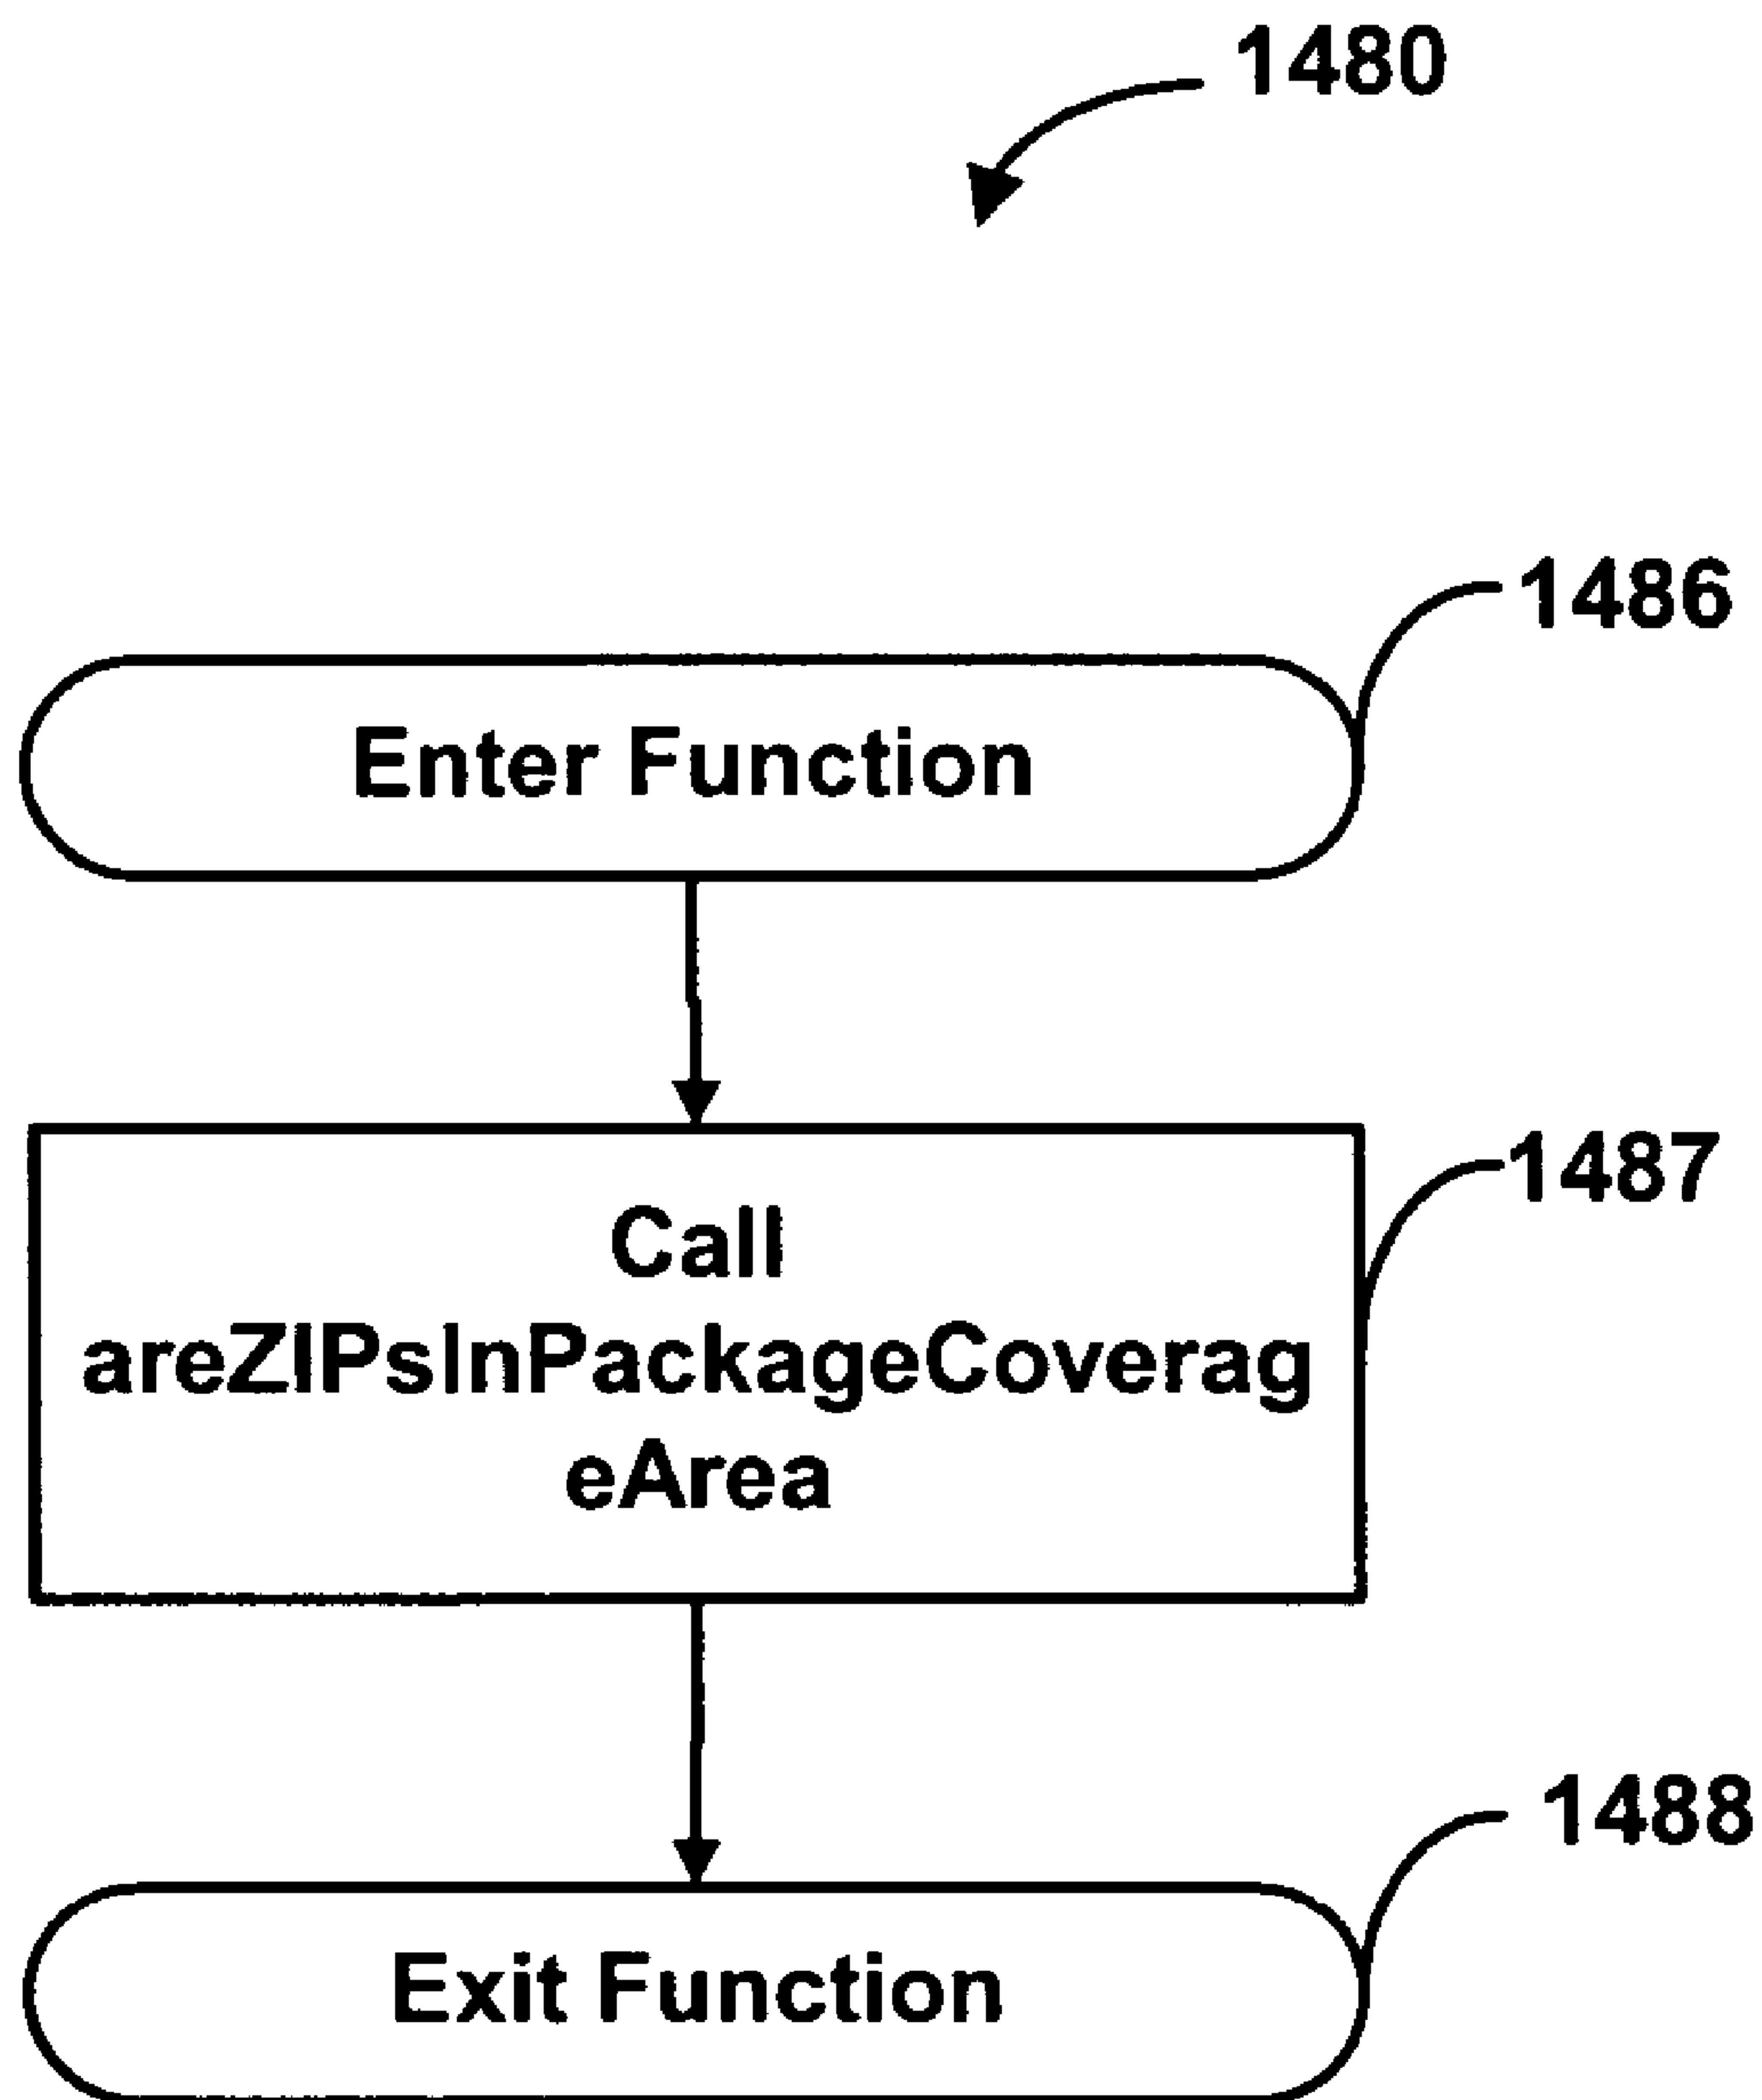 1480
1486
Enter Function
1487
Call
areZIPsInPackageCoverag
eArea
1488
Exit Function